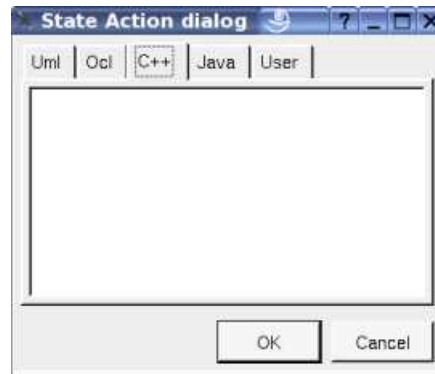 State Action dialog ? _ X
Uml Ocl C++ Java User
OK Cancel